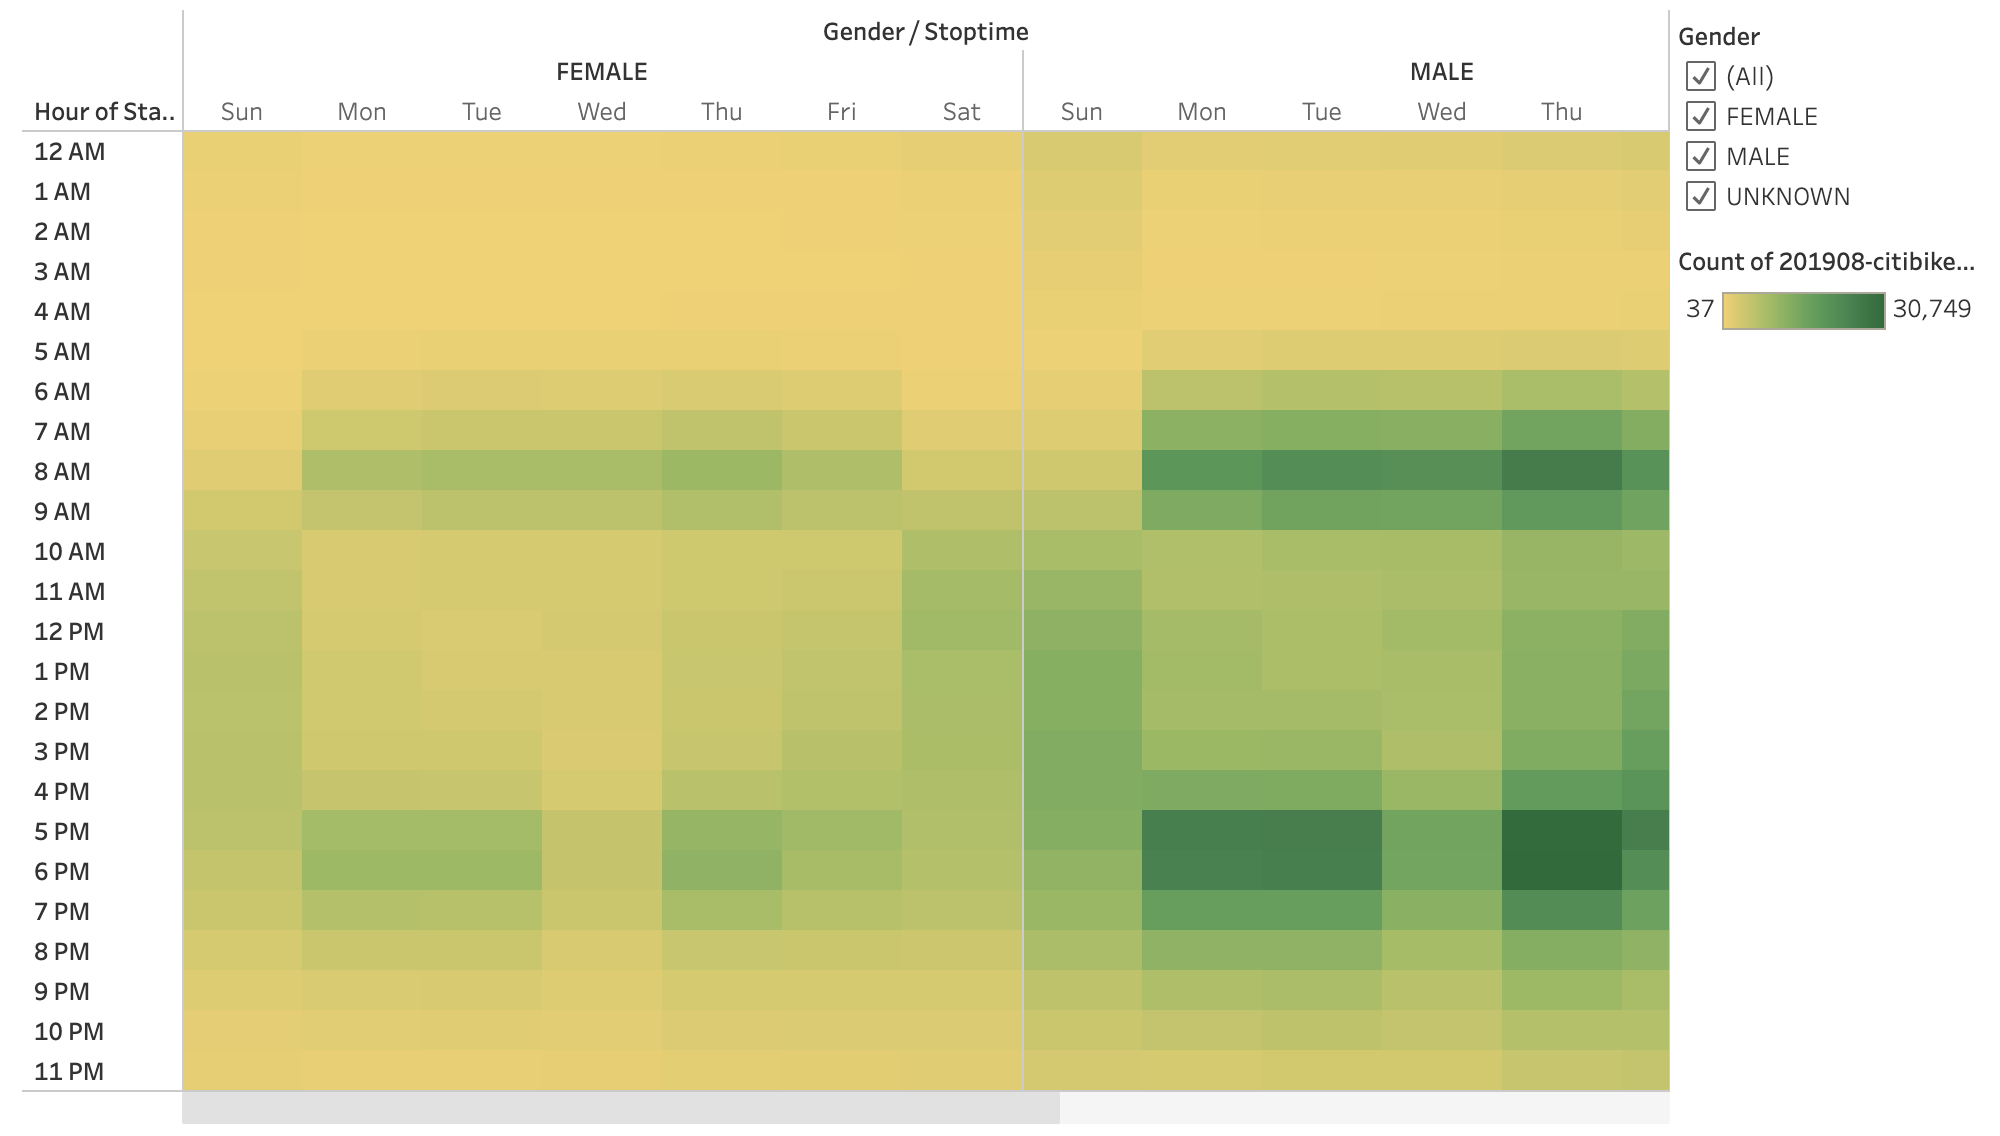 Gender / Stoptime
FEMALE MALE
Hour of Sta.. Sun Mon Tue Wed Thu Fri Sat Sun Mon Tue Wed Thu
12 AM
1 AM
2 AM
3 AM
4 AM
5 AM
6 AM
7 AM
8 AM
9 AM
10 AM
11 AM
12 PM
1 PM
2 PM
3 PM
4 PM
5 PM
6 PM
7 PM
8 PM
9 PM
10 PM
11 PM
Gender
(All)
FEMALE
MALE
UNKNOWN
Count of 201908-citibike...
37 30,749